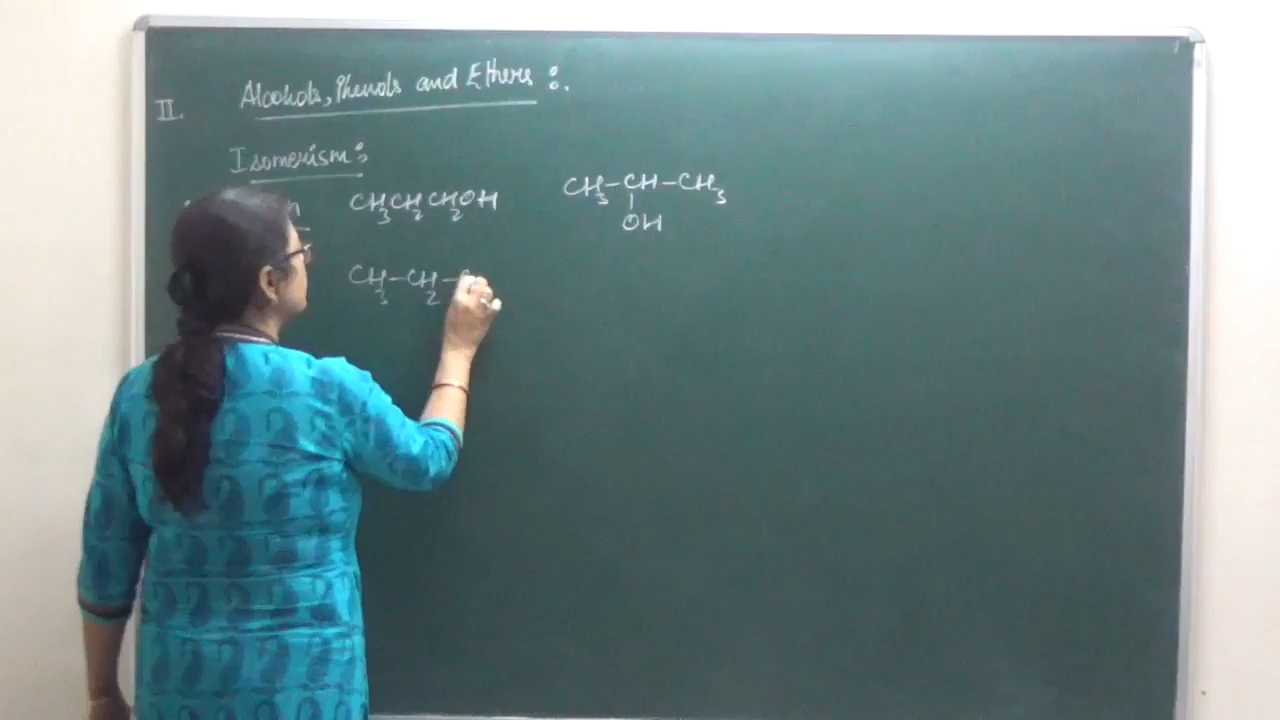 II. Alcohols, Phenols and Ethers :.
Isomerism :
CH₃CH₂CH₂OH CH₃–CH–CH₃
OH
CH₃–CH₂–